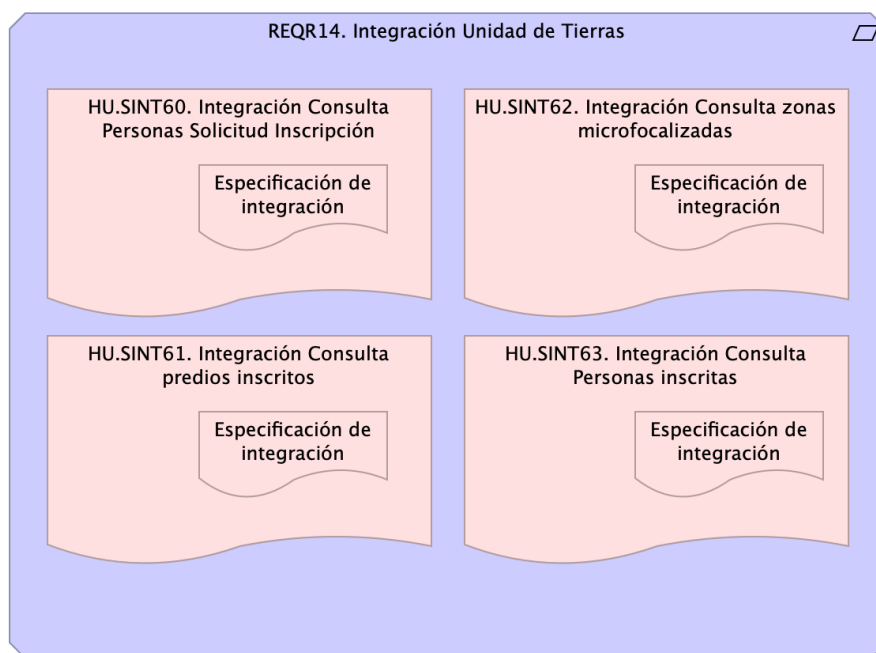 REQR14. Integración Unidad de Tierras
HU.SINT60. Integración Consulta
Personas Solicitud Inscripción
Especificación de
integración
HU.SINT62. Integración Consulta zonas
microfocalizadas
Especificación de
integración
HU.SINT61. Integración Consulta
predios inscritos
Especificación de
integración
HU.SINT63. Integración Consulta
Personas inscritas
Especificación de
integración